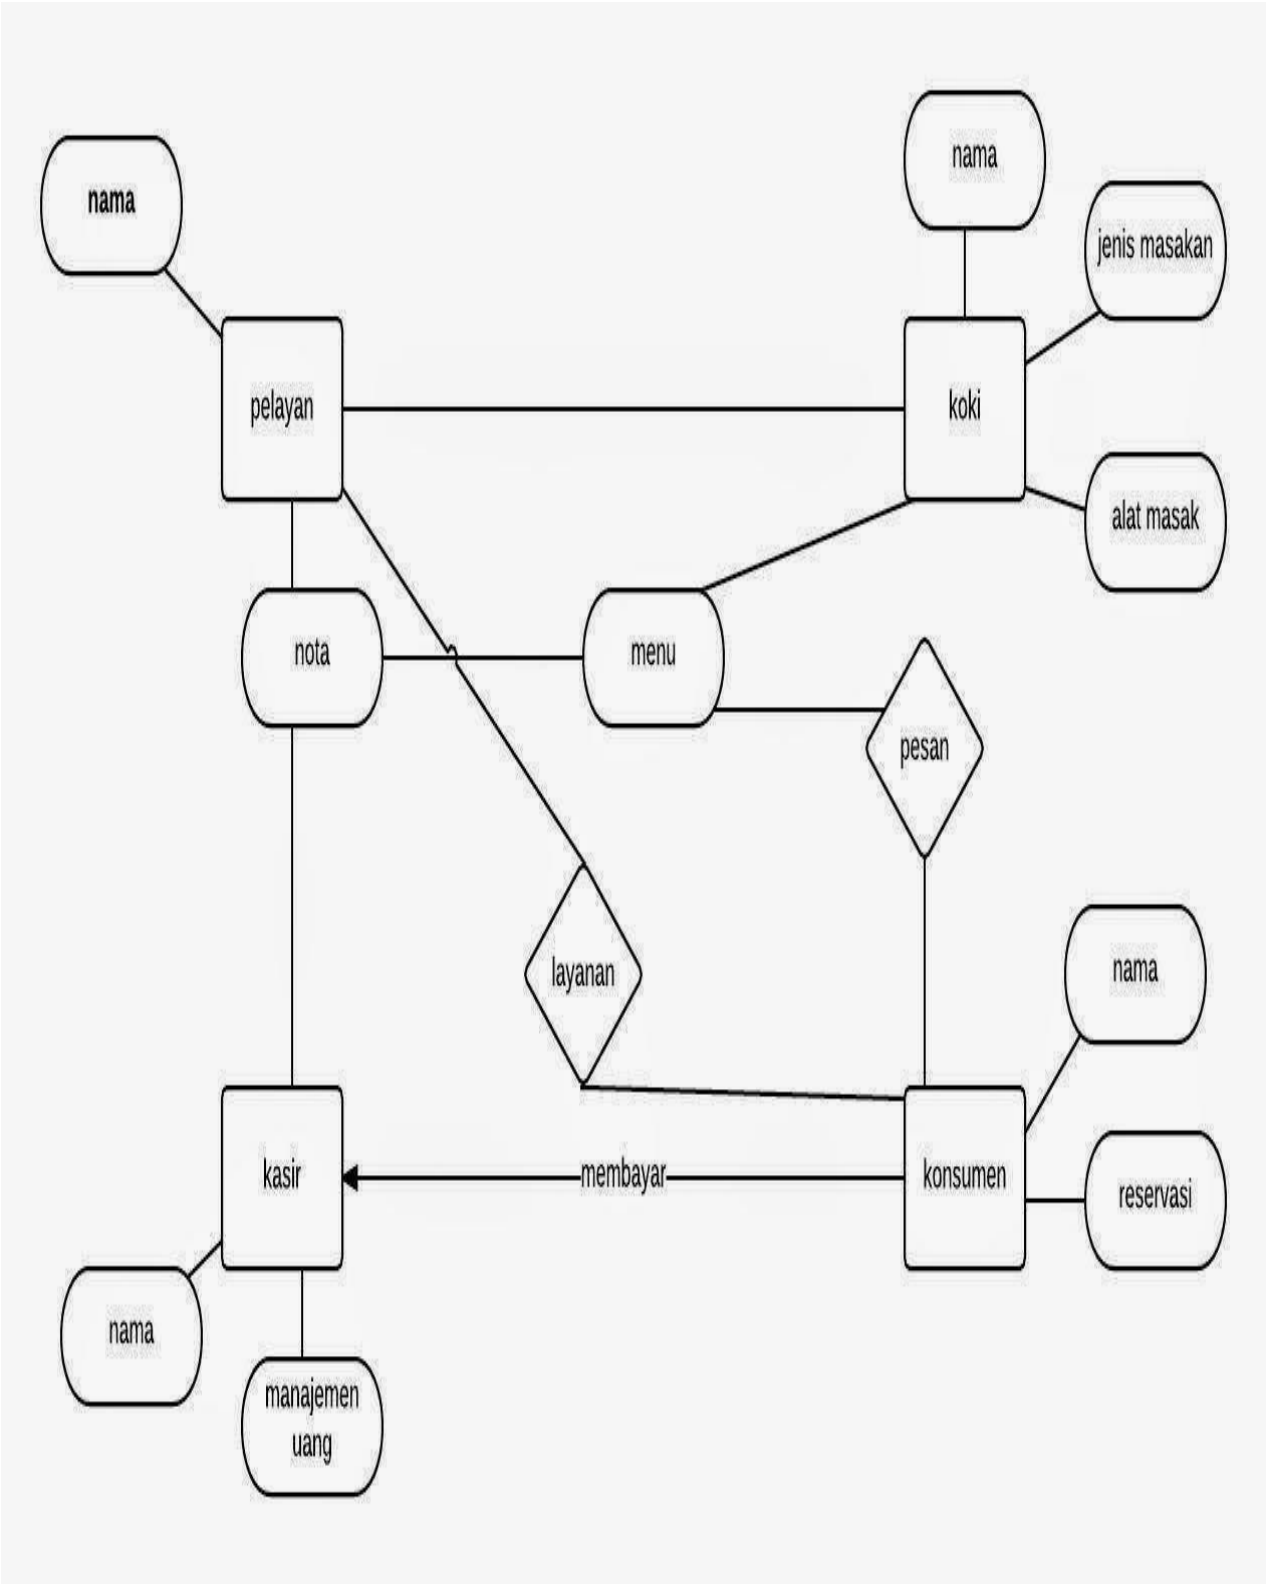 nama
nama
jenis masakan
pelayan
koki
alat masak
nota
menu
pesan
layanan
nama
kasir
membayar
konsumen
reservasi
nama
manajemen
uang